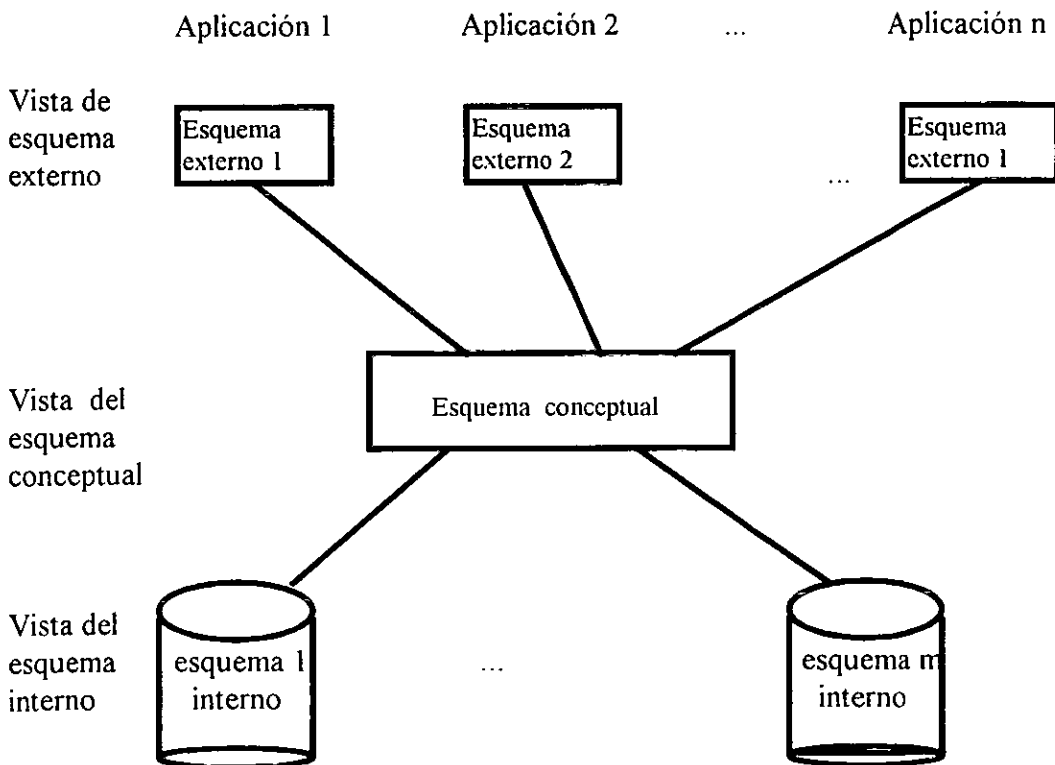 Aplicación 1
Aplicación 2
...
Aplicación n
Vista de
esquema
externo
Esquema
externo 1
Esquema
externo 2
...
Esquema
externo 1
Vista del
esquema
conceptual
Esquema conceptual
Vista del
esquema
interno
esquema 1
interno
...
esquema m
interno